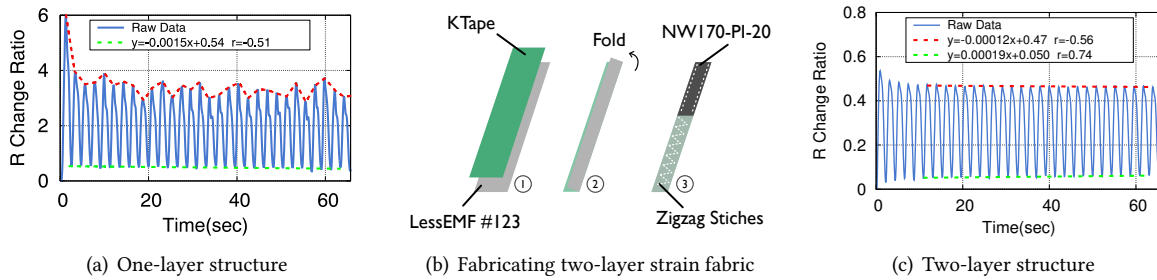 6
4
2
0
0
20
40
60
R Change Ratio
Time(sec)
Raw Data
y=-0.0015x+0.54 r=-0.51
(a) One-layer structure
KTape
Fold
NW170-PI-20
1
2
3
LessEMF #123
Zigzag Stiches
(b) Fabricating two-layer strain fabric
0.8
0.6
0.4
0.2
0
0
20
40
60
R Change Ratio
Time(sec)
Raw Data
y=-0.00012x+0.47 r=-0.56
y=0.00019x+0.050 r=0.74
(c) Two-layer structure